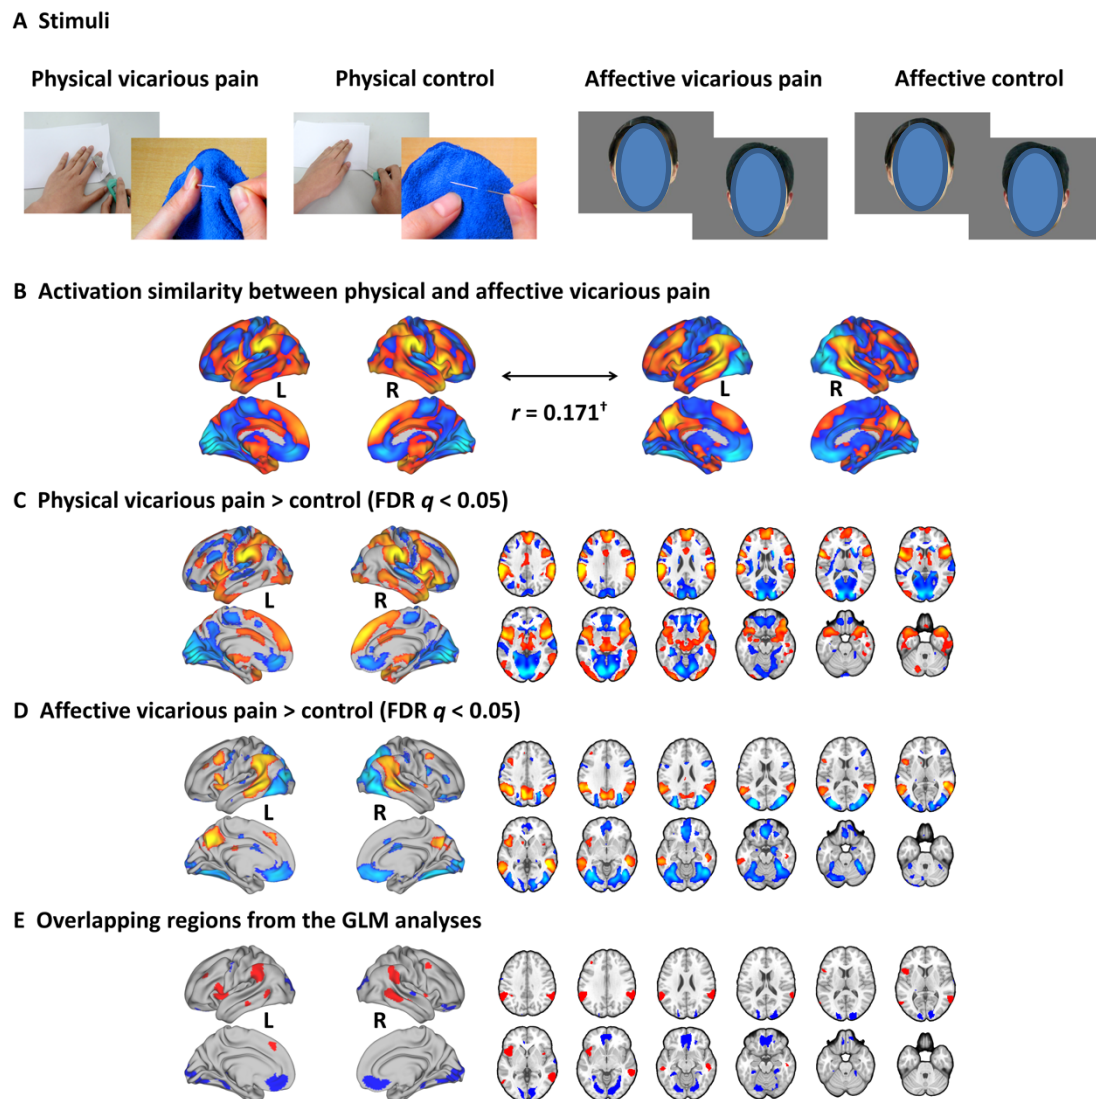 A Stimuli
Physical vicarious pain Physical control Affective vicarious pain Affective control
B Activation similarity between physical and affective vicarious pain
L R L R
r = 0.171†
C Physical vicarious pain > control (FDR q < 0.05)
L R
D Affective vicarious pain > control (FDR q < 0.05)
L R
E Overlapping regions from the GLM analyses
L R